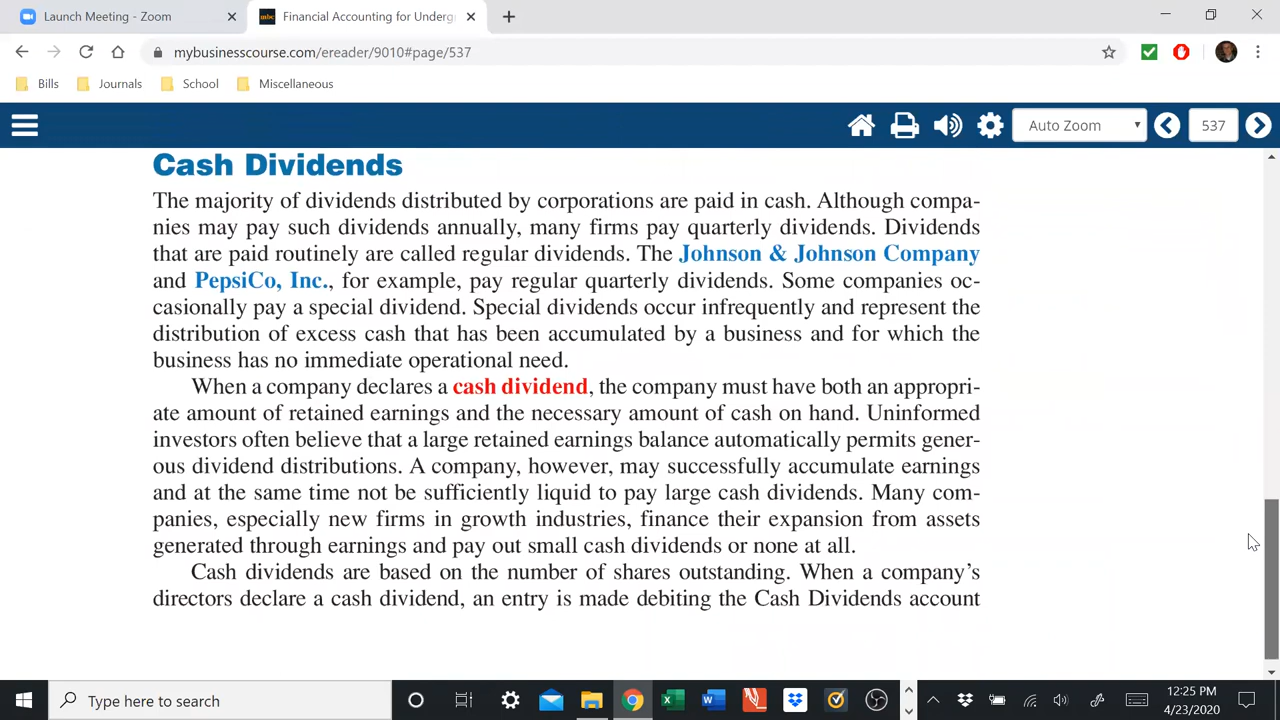 Launch Meeting - Zoom
Financial Accounting for Underg
mybusinesscourse.com/ereader/9010#page/537
Bills
Journals
School
Miscellaneous
Auto Zoom
537
Cash Dividends
The majority of dividends distributed by corporations are paid in cash. Although compa-
nies may pay such dividends annually, many firms pay quarterly dividends. Dividends
that are paid routinely are called regular dividends. The Johnson & Johnson Company
and PepsiCo, Inc., for example, pay regular quarterly dividends. Some companies oc-
casionally pay a special dividend. Special dividends occur infrequently and represent the
distribution of excess cash that has been accumulated by a business and for which the
business has no immediate operational need.
When a company declares a cash dividend, the company must have both an appropri-
ate amount of retained earnings and the necessary amount of cash on hand. Uninformed
investors often believe that a large retained earnings balance automatically permits gener-
ous dividend distributions. A company, however, may successfully accumulate earnings
and at the same time not be sufficiently liquid to pay large cash dividends. Many com-
panies, especially new firms in growth industries, finance their expansion from assets
generated through earnings and pay out small cash dividends or none at all.
Cash dividends are based on the number of shares outstanding. When a company's
directors declare a cash dividend, an entry is made debiting the Cash Dividends account
Type here to search
12:25 PM
4/23/2020